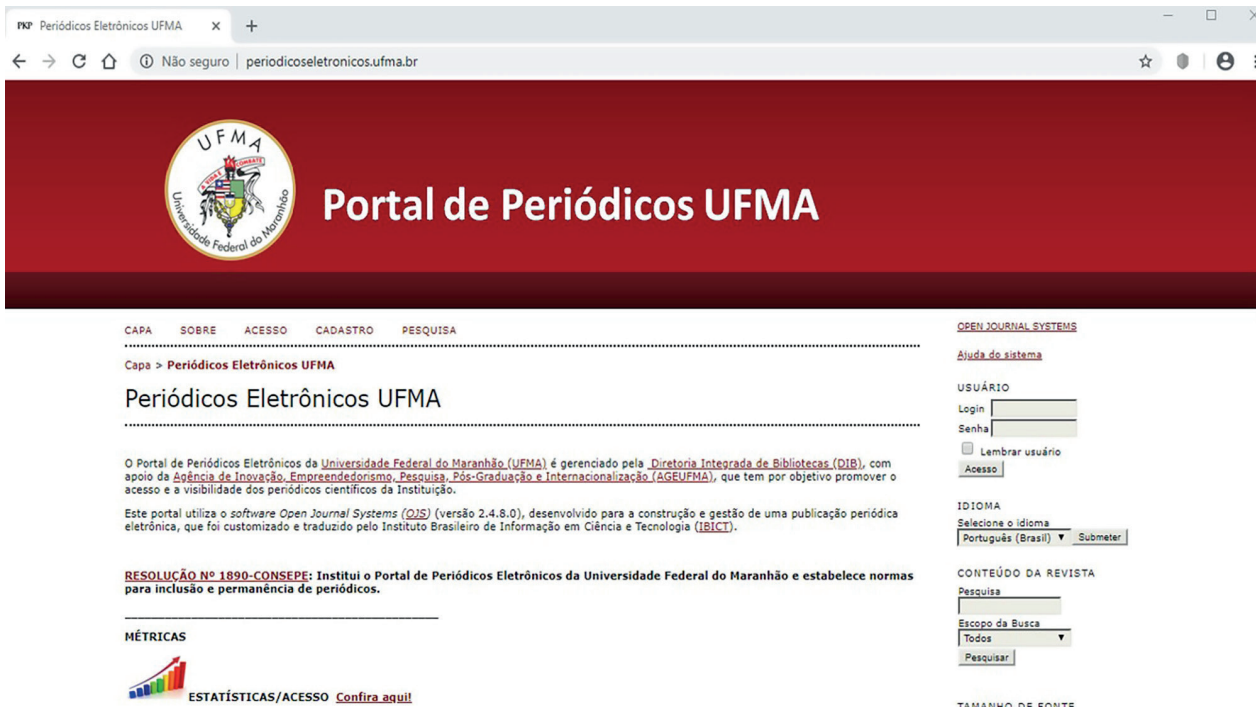 PKP Periódicos Eletrônicos UFMA
Não seguro | periodicoseletronicos.ufma.br
UFMA
A VIDA É COMBATE
Universidade Federal do Maranhão
Portal de Periódicos UFMA
CAPA SOBRE ACESSO CADASTRO PESQUISA
Capa > Periódicos Eletrônicos UFMA
Periódicos Eletrônicos UFMA
O Portal de Periódicos Eletrônicos da Universidade Federal do Maranhão (UFMA) é gerenciado pela Diretoria Integrada de Bibliotecas (DIB), com
apoio da Agência de Inovação, Empreendedorismo, Pesquisa, Pós-Graduação e Internacionalização (AGEUFMA), que tem por objetivo promover o
acesso e a visibilidade dos periódicos científicos da Instituição.
Este portal utiliza o software Open Journal Systems (OJS) (versão 2.4.8.0), desenvolvido para a construção e gestão de uma publicação periódica
eletrônica, que foi customizado e traduzido pelo Instituto Brasileiro de Informação em Ciência e Tecnologia (IBICT).
RESOLUÇÃO Nº 1890-CONSEPE: Institui o Portal de Periódicos Eletrônicos da Universidade Federal do Maranhão e estabelece normas
para inclusão e permanência de periódicos.
MÉTRICAS
ESTATÍSTICAS/ACESSO Confira aqui!
OPEN JOURNAL SYSTEMS
Ajuda do sistema
USUÁRIO
Login
Senha
Lembrar usuário
Acesso
IDIOMA
Selecione o idioma
Português (Brasil) Submeter
CONTEÚDO DA REVISTA
Pesquisa
Escopo da Busca
Todos
Pesquisar
TAMANHO DE FONTE